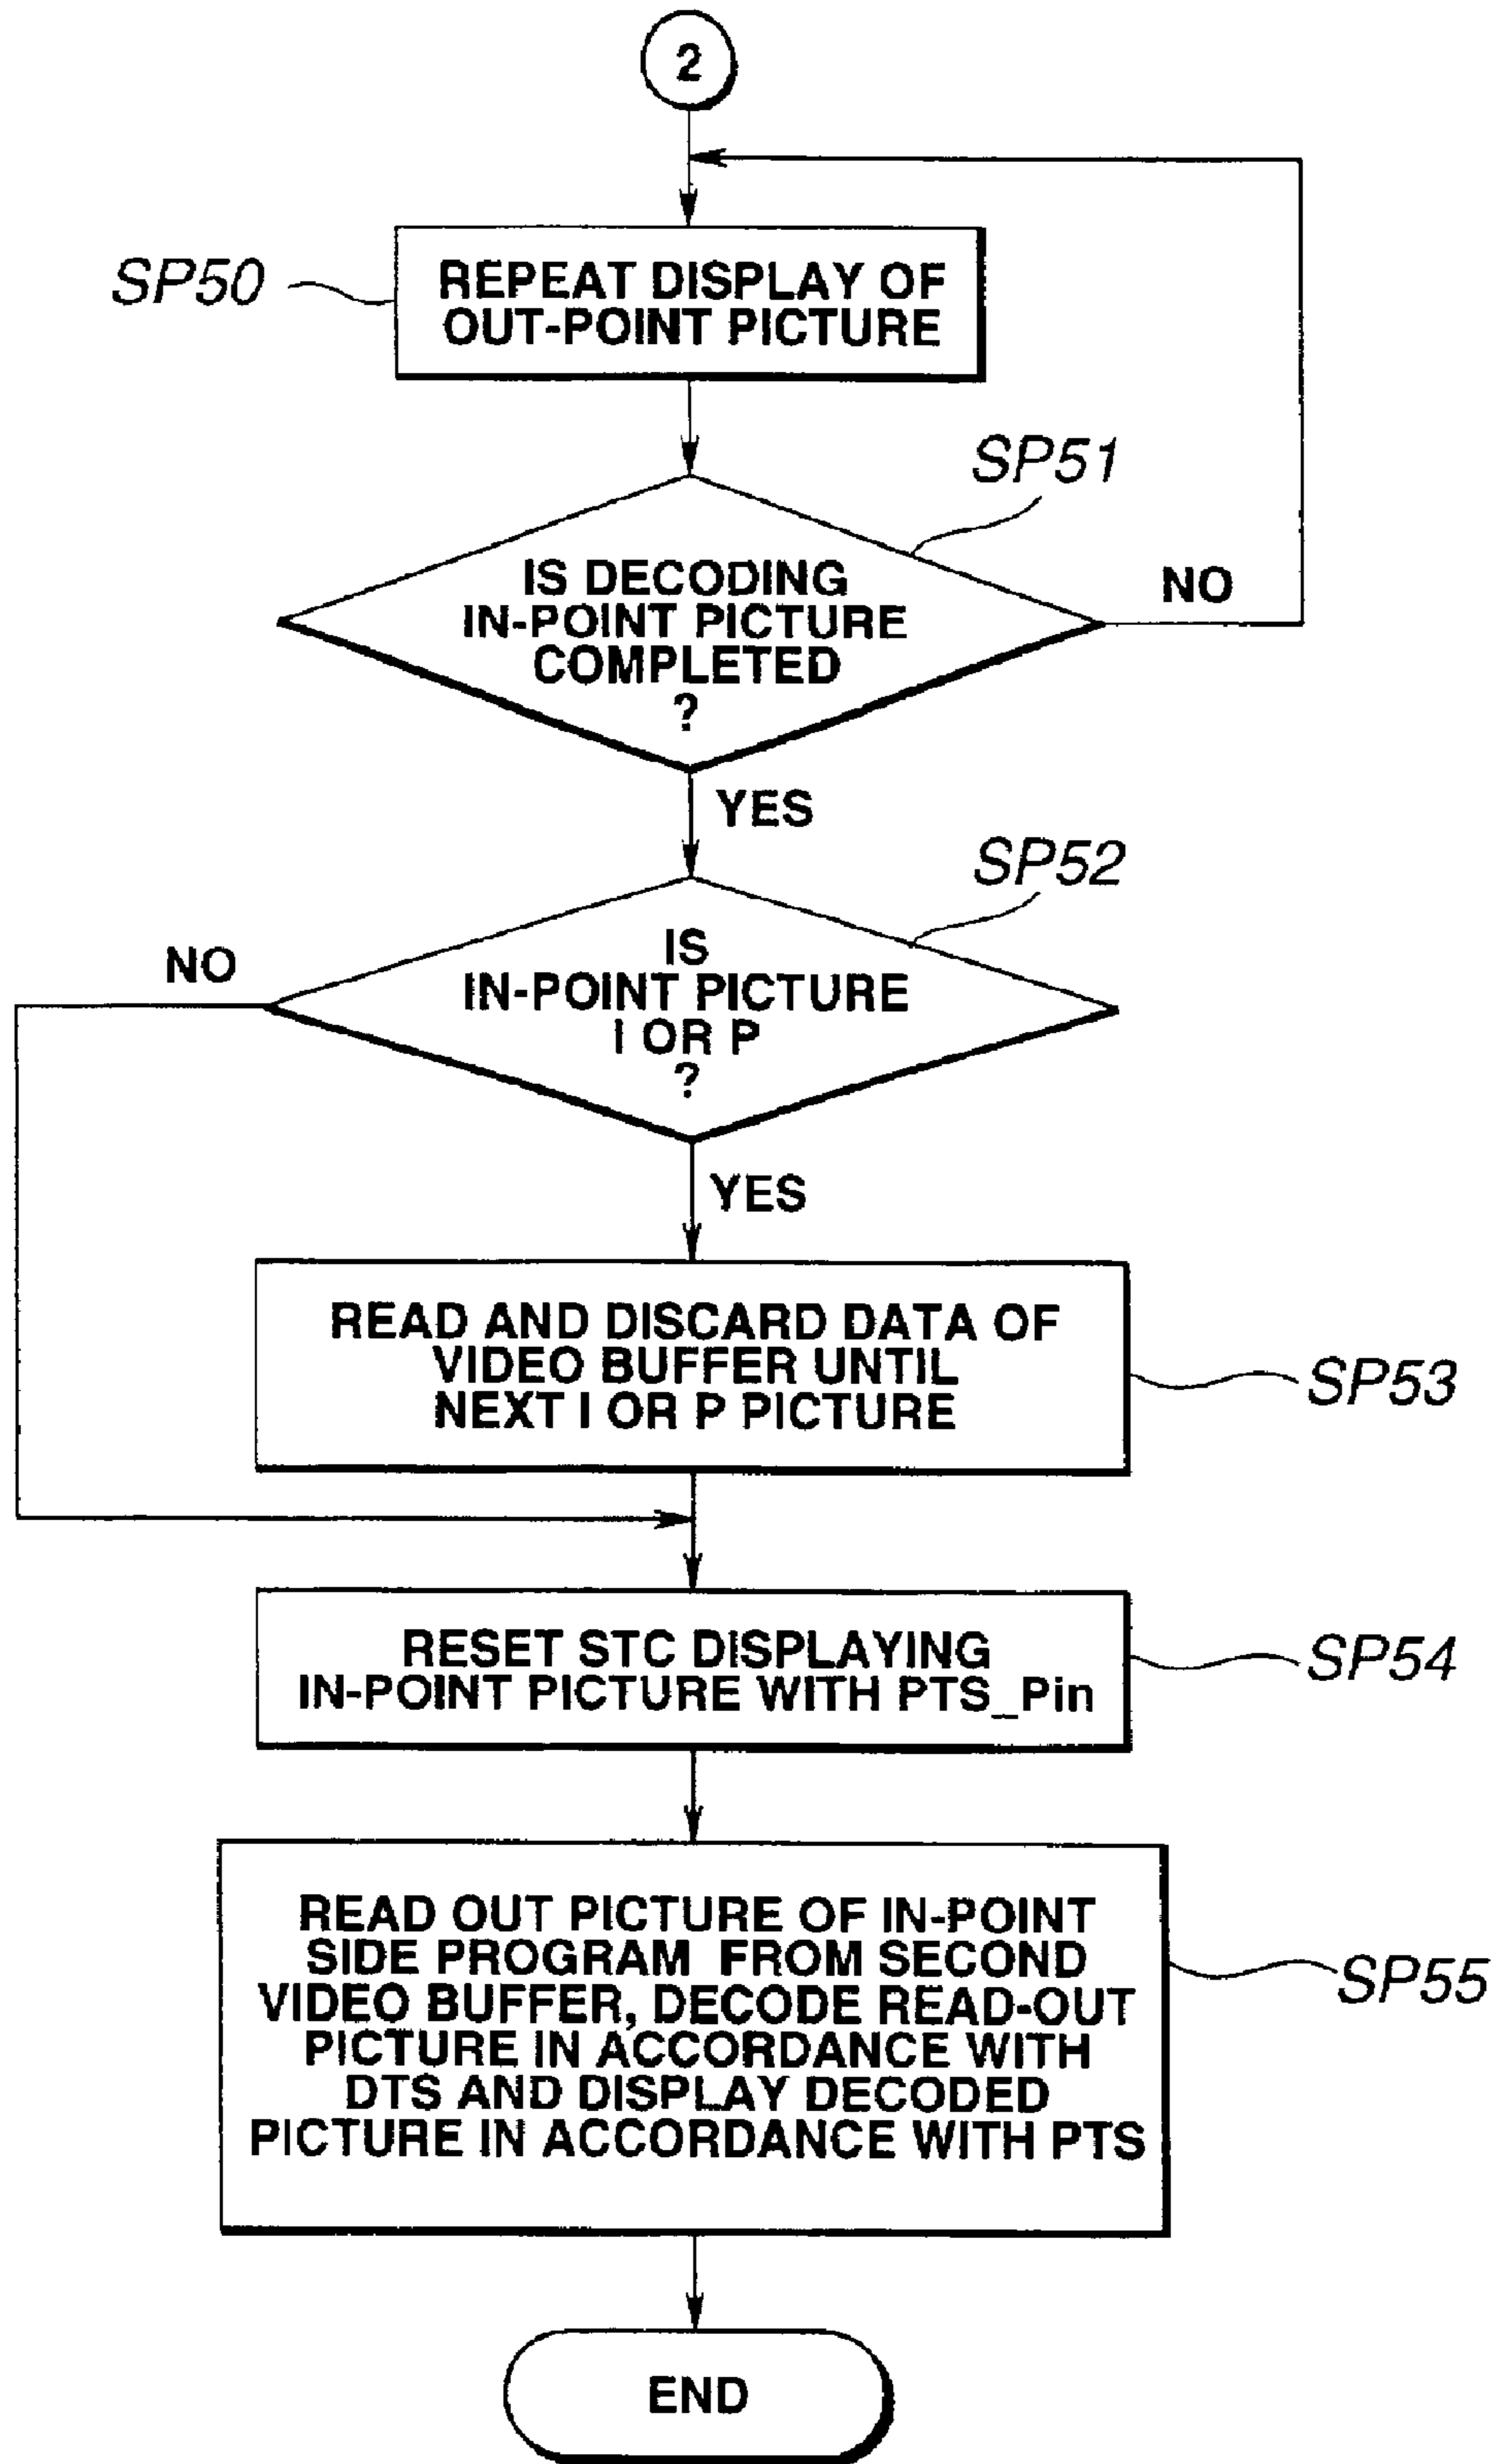 2
SP50
REPEAT DISPLAY OF
OUT-POINT PICTURE
SP51
IS DECODING
IN-POINT PICTURE
COMPLETED
?
NO
YES
SP52
NO
IS
IN-POINT PICTURE
I OR P
?
YES
READ AND DISCARD DATA OF
VIDEO BUFFER UNTIL
NEXT I OR P PICTURE
SP53
RESET STC DISPLAYING
IN-POINT PICTURE WITH PTS_Pin
SP54
READ OUT PICTURE OF IN-POINT
SIDE PROGRAM FROM SECOND
VIDEO BUFFER, DECODE READ-OUT
PICTURE IN ACCORDANCE WITH
DTS AND DISPLAY DECODED
PICTURE IN ACCORDANCE WITH PTS
SP55
END